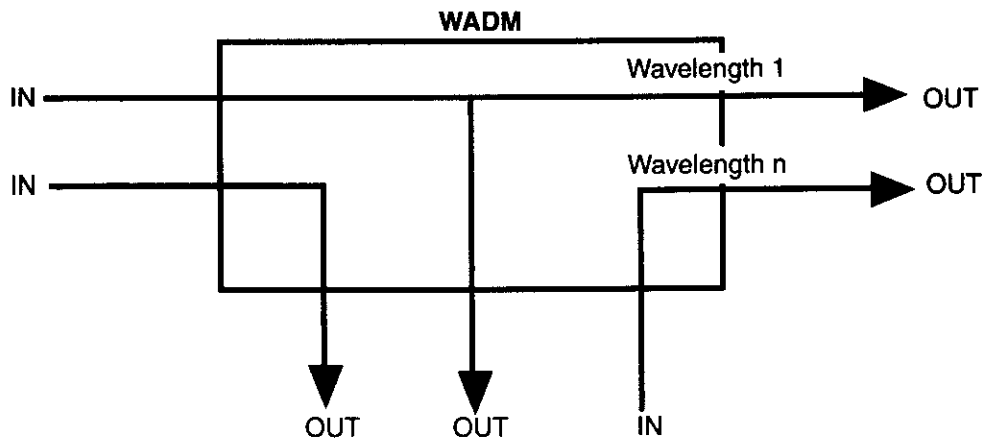 WADM
Wavelength 1
IN
OUT
Wavelength n
IN
OUT
OUT
OUT
IN